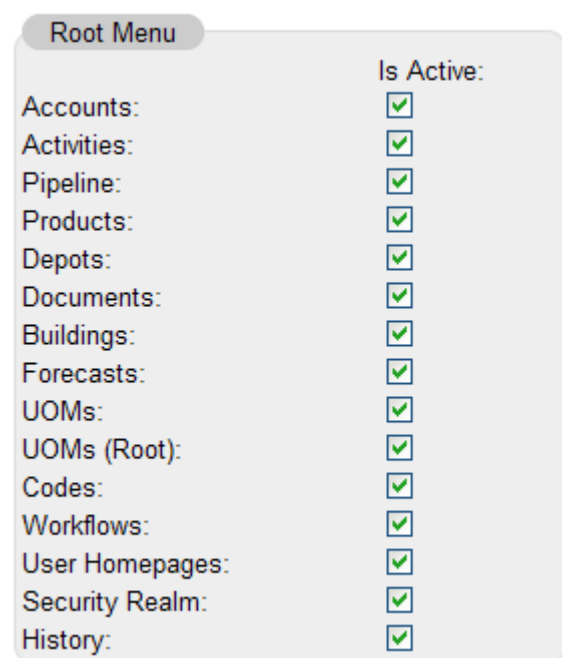 Root Menu
Is Active:
Accounts:
Activities:
Pipeline:
Products:
Depots:
Documents:
Buildings:
Forecasts:
UOMs:
UOMs (Root):
Codes:
Workflows:
User Homepages:
Security Realm:
History: